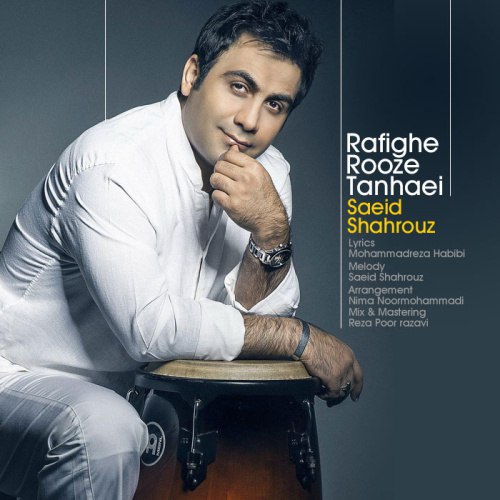 Rafighe
Rooze
Tanhaei
Saeid
Shahrouz
Lyrics
Mohammadreza Habibi
Melody
Saeid Shahrouz
Arrangement
Nima Noormohammadi
Mix & Mastering
Reza Poor razavi